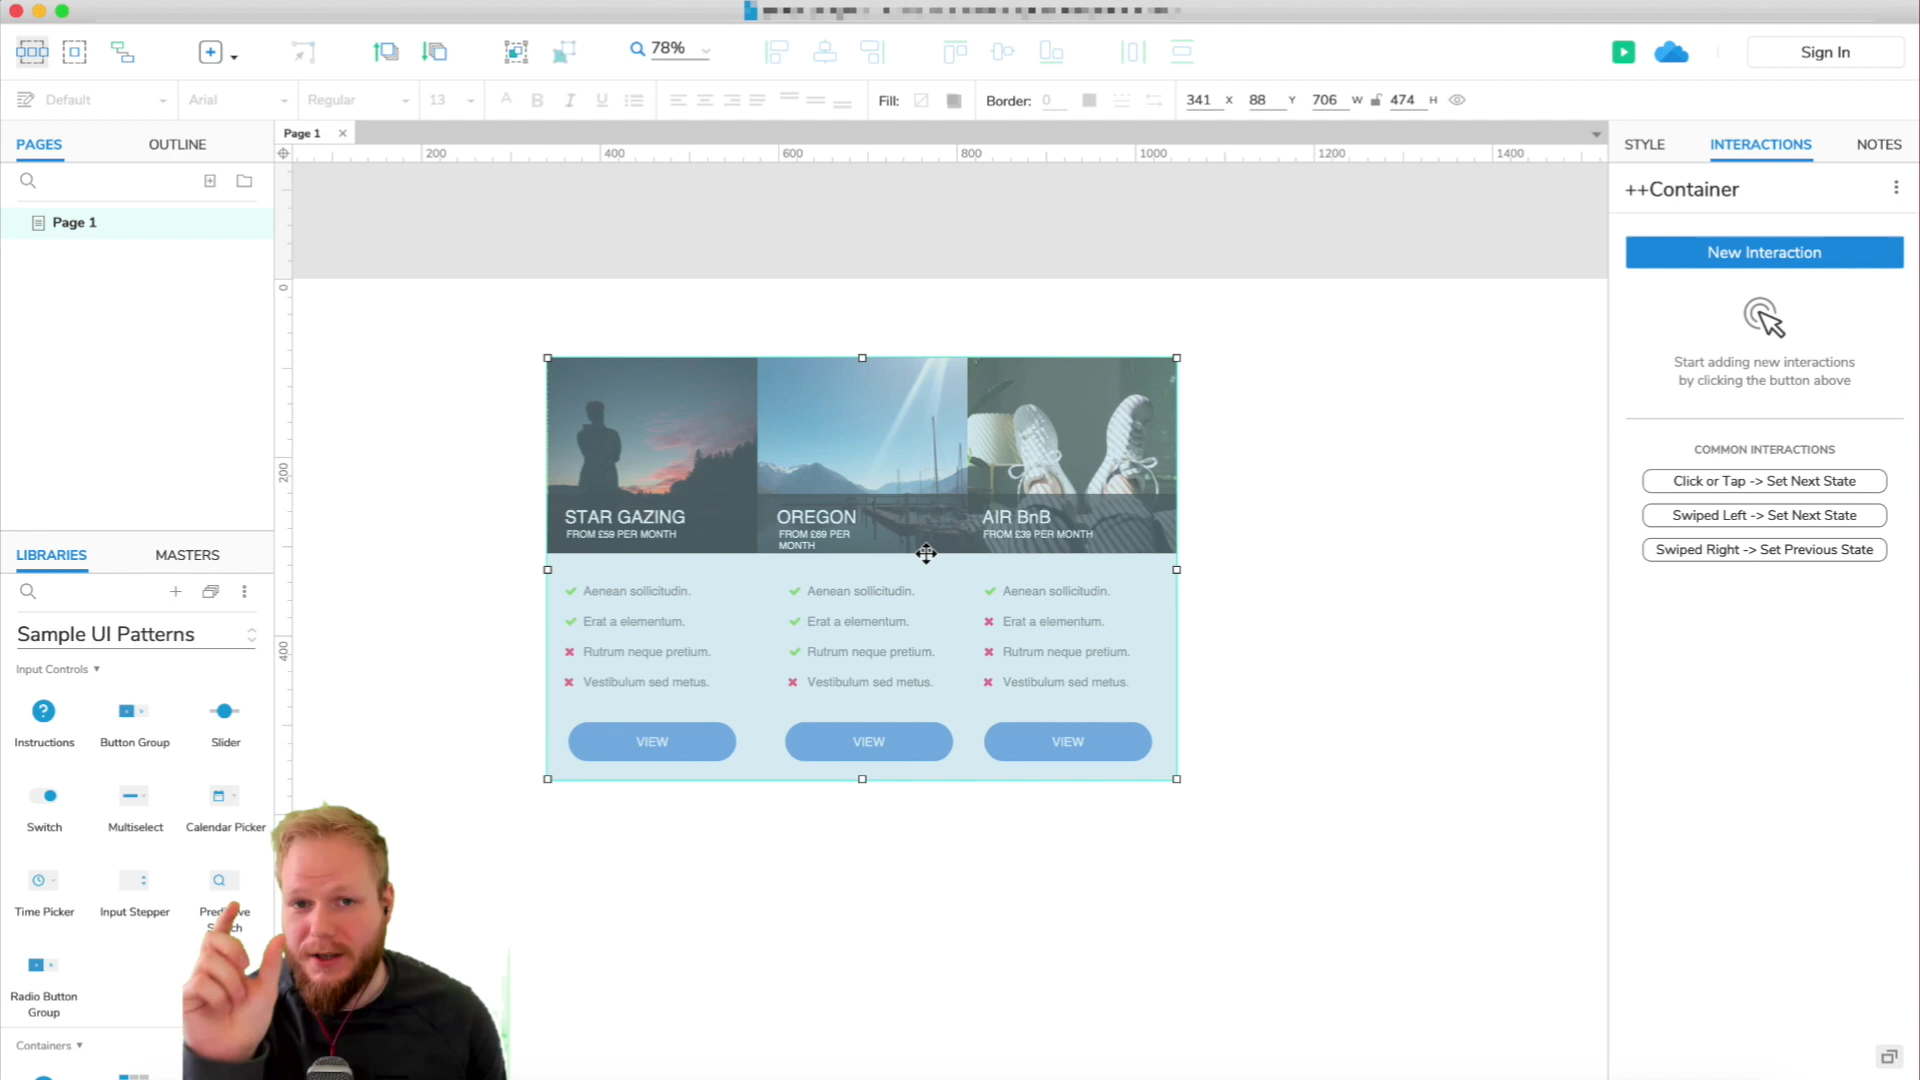 78%
Sign In
Default
Arial
Regular
13
Fill:
Border: 0
341 X 88 Y 706 W 474 H
PAGES
OUTLINE
Page 1
Page 1
200 400 600 800 1000 1200 1400
0
200
400
LIBRARIES
MASTERS
Sample UI Patterns
Input Controls
Instructions
Button Group
Slider
Switch
Multiselect
Calendar Picker
Time Picker
Input Stepper
Radio Button
Group
Containers
STAR GAZING
FROM £59 PER MONTH
Aenean sollicitudin.
Erat a elementum.
Rutrum neque pretium.
Vestibulum sed metus.
VIEW
OREGON
FROM £69 PER
MONTH
Aenean sollicitudin.
Erat a elementum.
Rutrum neque pretium.
Vestibulum sed metus.
VIEW
AIR BnB
FROM £39 PER MONTH
Aenean sollicitudin.
Erat a elementum.
Rutrum neque pretium.
Vestibulum sed metus.
VIEW
STYLE
INTERACTIONS
NOTES
++Container
New Interaction
Start adding new interactions
by clicking the button above
COMMON INTERACTIONS
Click or Tap -> Set Next State
Swiped Left -> Set Next State
Swiped Right -> Set Previous State